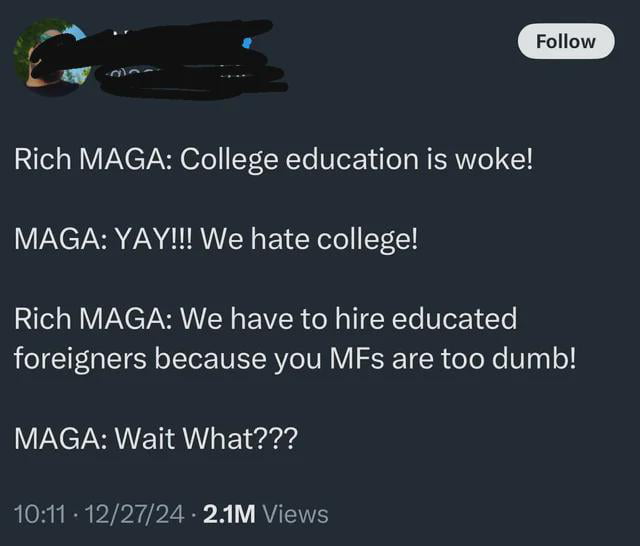 Follow
Rich MAGA: College education is woke!
MAGA: YAY!!! We hate college!
Rich MAGA: We have to hire educated
foreigners because you MFs are too dumb!
MAGA: Wait What???
10:11 · 12/27/24 · 2.1M Views